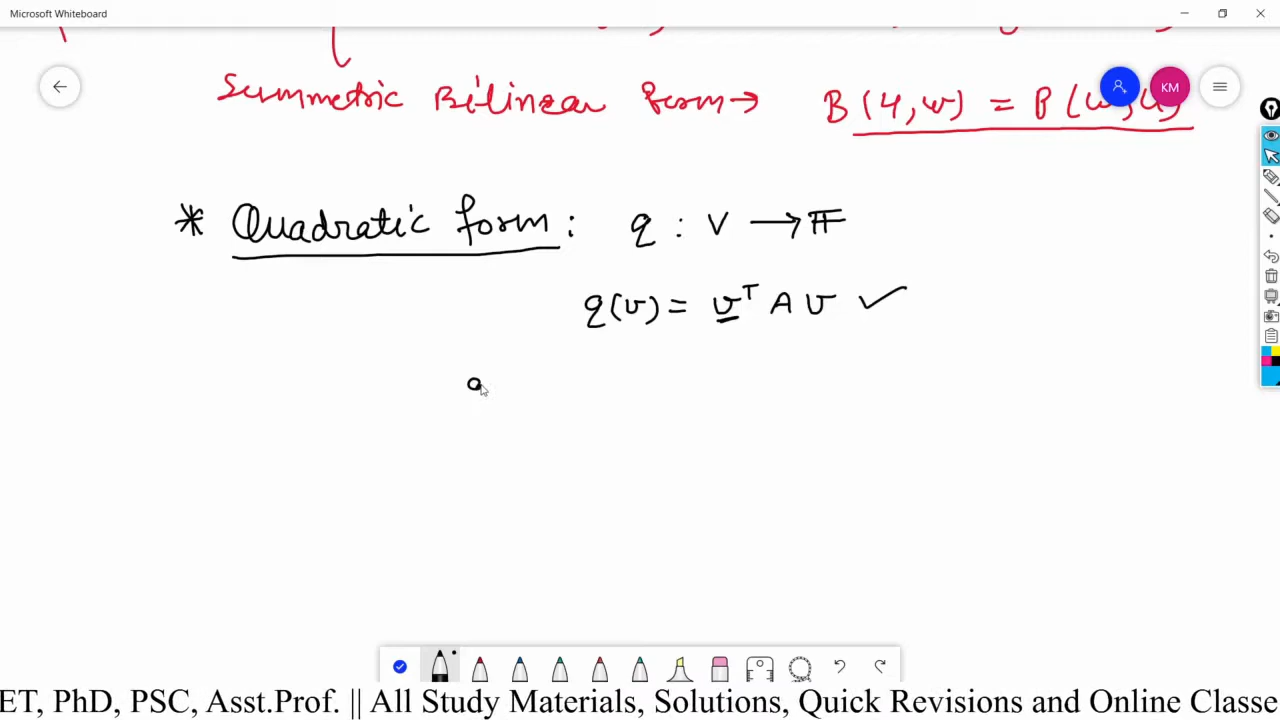 Microsoft Whiteboard
Symmetric Bilinear form → B(u,w) = B(w,u)
KM
* Quadratic form : q : V → 𝔽
q(v) = v^T A v ✓
ET, PhD, PSC, Asst.Prof. || All Study Materials, Solutions, Quick Revisions and Online Classe